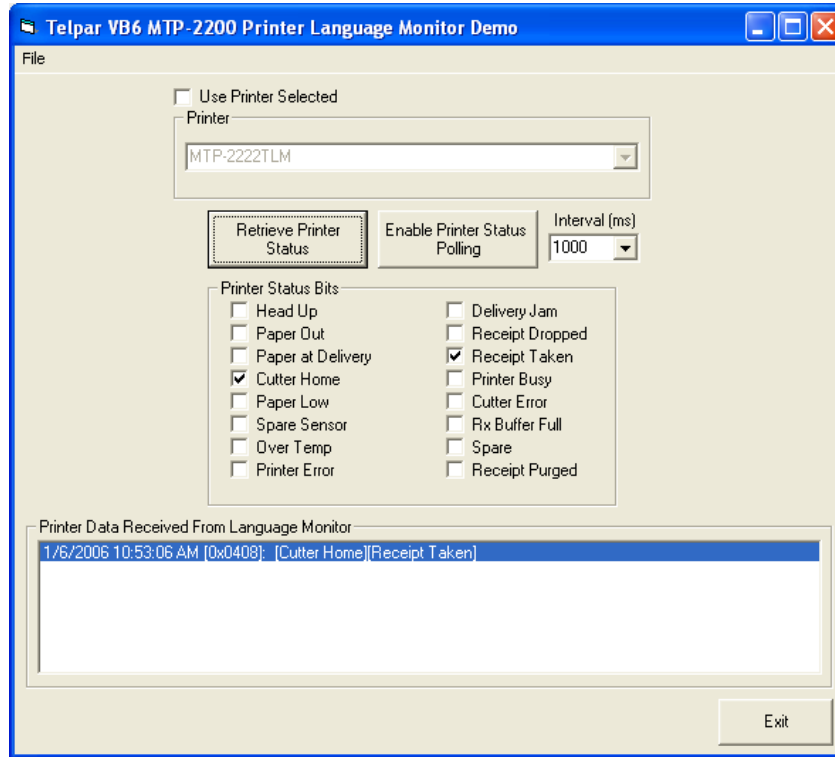 Telpar VB6 MTP-2200 Printer Language Monitor Demo
File
Use Printer Selected
Printer
MTP-2222TLM
Retrieve Printer
Status
Enable Printer Status
Polling
Interval (ms)
1000
Printer Status Bits
Head Up
Paper Out
Paper at Delivery
Cutter Home
Paper Low
Spare Sensor
Over Temp
Printer Error
Delivery Jam
Receipt Dropped
Receipt Taken
Printer Busy
Cutter Error
Rx Buffer Full
Spare
Receipt Purged
Printer Data Received From Language Monitor
1/6/2006 10:53:06 AM [0x0408]: [Cutter Home][Receipt Taken]
Exit